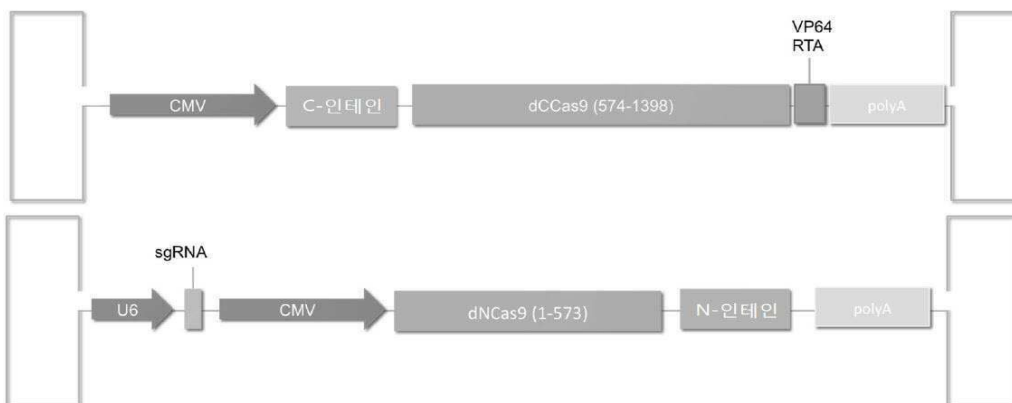 VP64
RTA
CMV
C-인테인
dCCas9 (574-1398)
polyA
sgRNA
U6
CMV
dNCas9 (1-573)
N-인테인
polyA